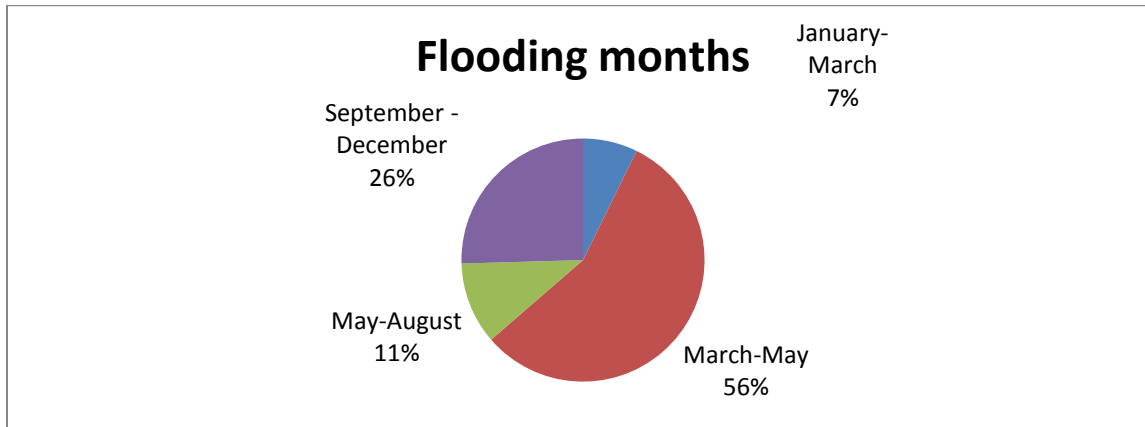 Flooding months
January-
March
7%
September -
December
26%
May-August
11%
March-May
56%